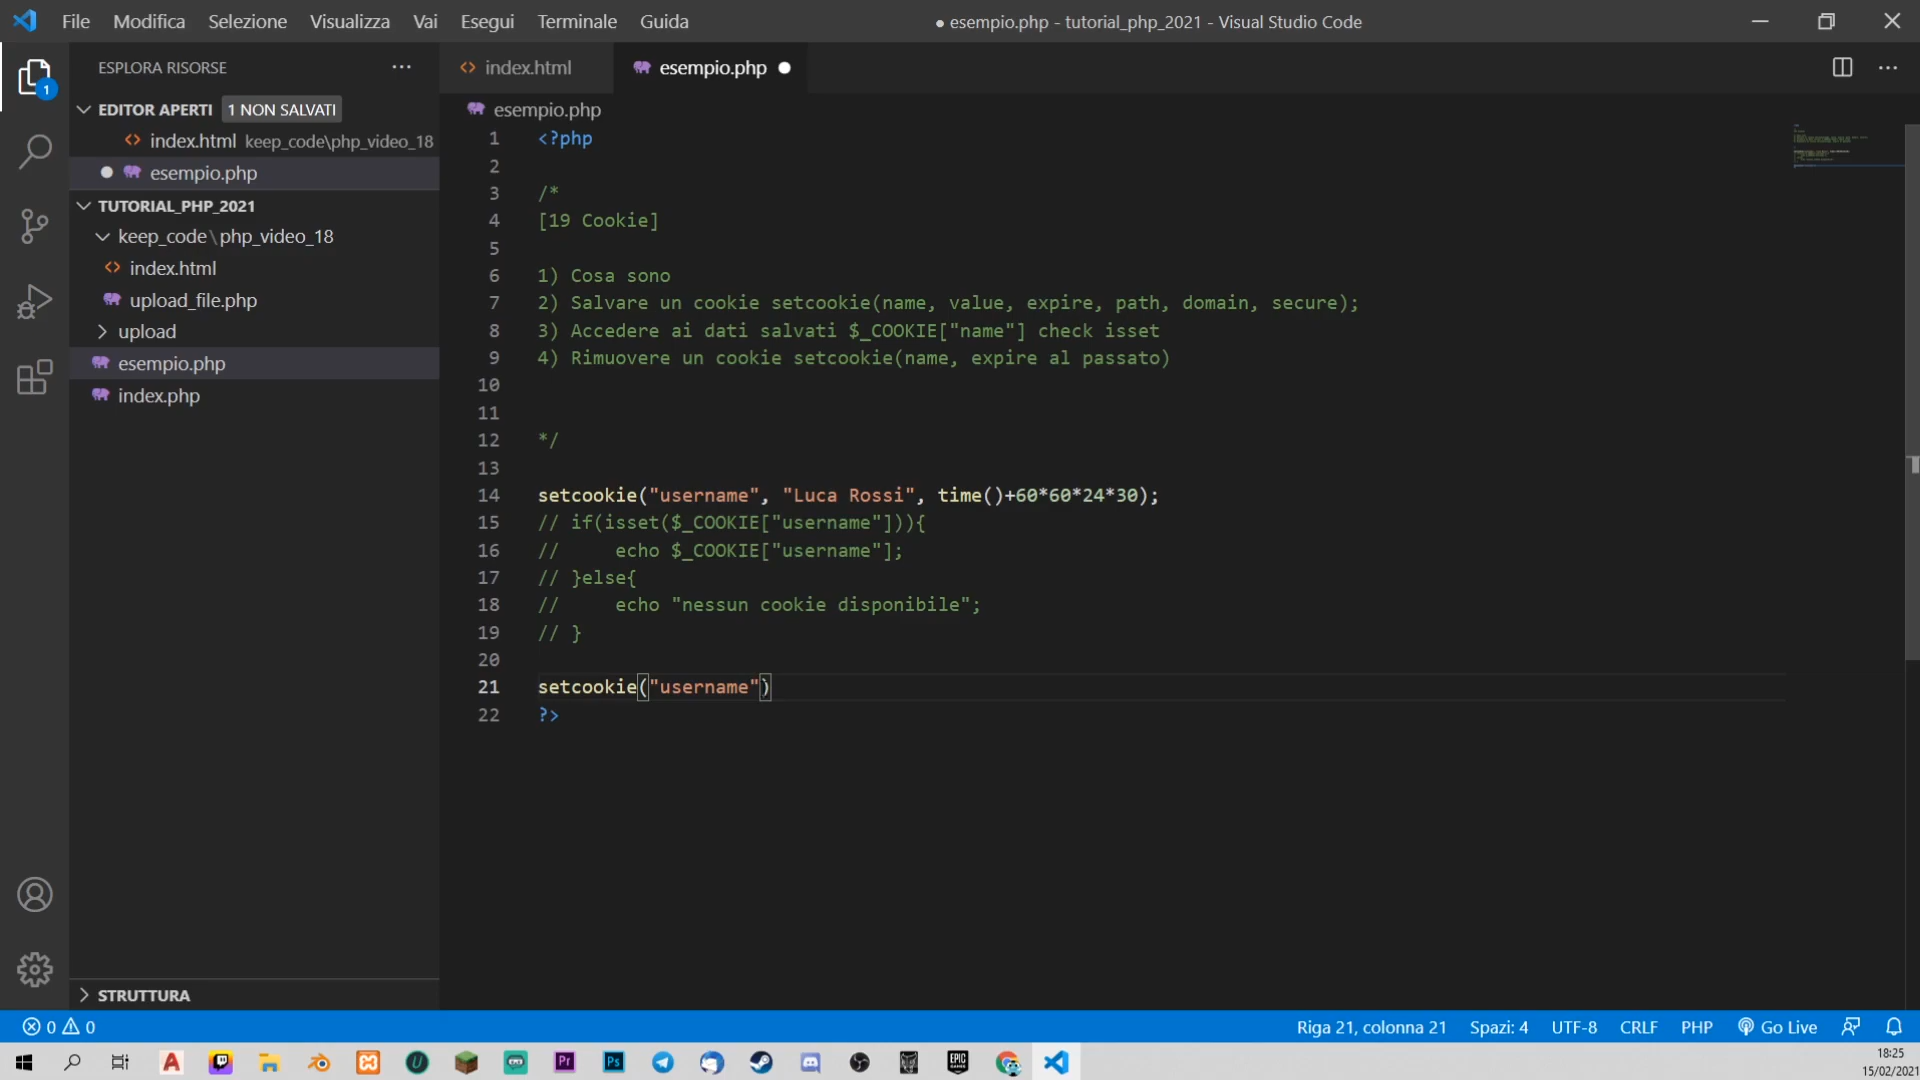 File Modifica Selezione Visualizza Vai Esegui Terminale Guida
● esempio.php - tutorial_php_2021 - Visual Studio Code
ESPLORA RISORSE
1
EDITOR APERTI 1 NON SALVATI
index.html keep_code\php_video_18
esempio.php
TUTORIAL_PHP_2021
keep_code\php_video_18
index.html
upload_file.php
upload
esempio.php
index.php
STRUTTURA
index.html
esempio.php
esempio.php
1 <?php
2
3 /*
4 [19 Cookie]
5
6 1) Cosa sono
7 2) Salvare un cookie setcookie(name, value, expire, path, domain, secure);
8 3) Accedere ai dati salvati $_COOKIE["name"] check isset
9 4) Rimuovere un cookie setcookie(name, expire al passato)
10
11
12 */
13
14 setcookie("username", "Luca Rossi", time()+60*60*24*30);
15 // if(isset($_COOKIE["username"])){
16 //     echo $_COOKIE["username"];
17 // }else{
18 //     echo "nessun cookie disponibile";
19 // }
20
21 setcookie("username")
22 ?>
0 0
Riga 21, colonna 21 Spazi: 4 UTF-8 CRLF PHP Go Live
Pr Ps EPIC GAMES
18:25
15/02/2021